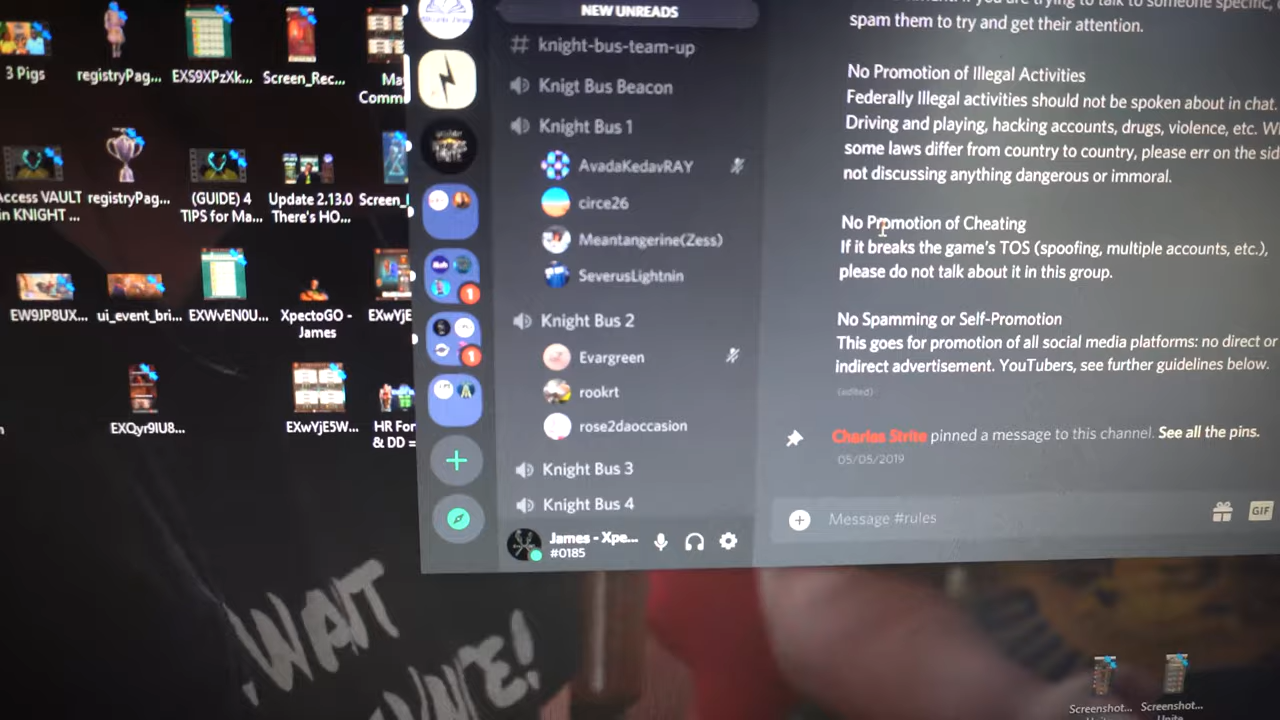 3 Pigs
registryPag...
EXS9XPzXk...
Screen_Rec...
Access VAULT
in KNIGHT ...
registryPag...
(GUIDE) 4
TIPS for Ma...
Update 2.13.0
There's HO...
EW9JP8UX...
ui_event_bri...
EXWvEN0U...
XpectoGO -
James
EXwYjE
EXQyr9IU8...
EXwYjE5W...
HR For
& DD =
NEW UNREADS
# knight-bus-team-up
Knigt Bus Beacon
Knight Bus 1
AvadaKedavRAY
circe26
Meantangerine(Zess)
SeverusLightnin
Knight Bus 2
Evargreen
rookrt
rose2daoccasion
Knight Bus 3
Knight Bus 4
James - Xpe...
#0185
1
1
spam them to try and get their attention.
No Promotion of Illegal Activities
Federally Illegal activities should not be spoken about in chat.
Driving and playing, hacking accounts, drugs, violence, etc.
some laws differ from country to country, please err on the sid
not discussing anything dangerous or immoral.
No Promotion of Cheating
If it breaks the game's TOS (spoofing, multiple accounts, etc.),
please do not talk about it in this group.
No Spamming or Self-Promotion
This goes for promotion of all social media platforms: no direct or
indirect advertisement. YouTubers, see further guidelines below.
(edited)
Charles Strite pinned a message to this channel. See all the pins.
05/05/2019
Message #rules
GIF
WAIT
Screenshot...
Screenshot...